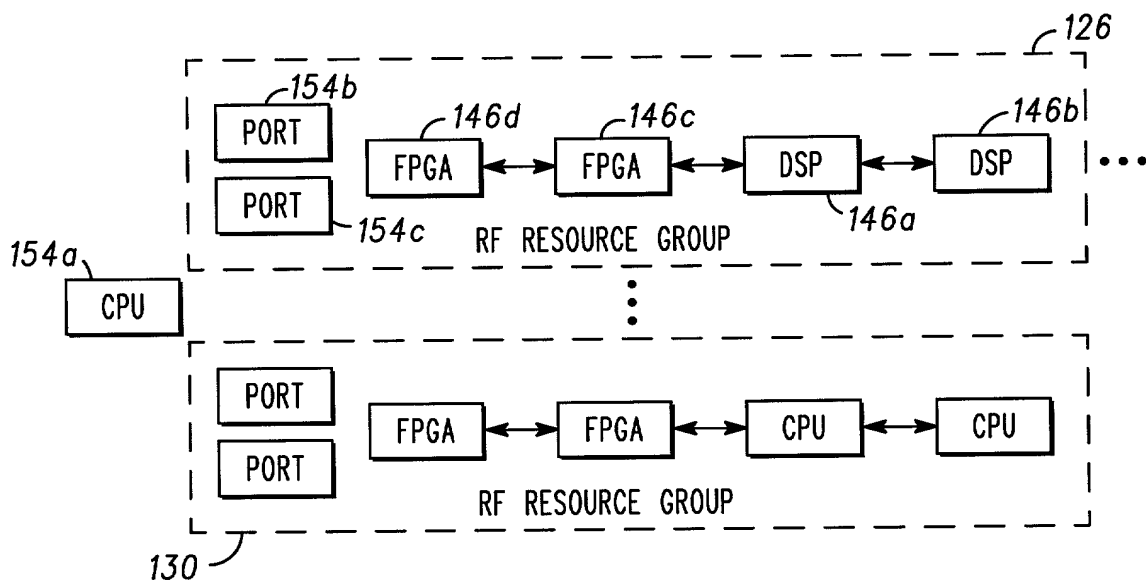 126
154b
PORT
146d
FPGA
146c
FPGA
DSP
146a
146b
DSP
PORT
154c
RF RESOURCE GROUP
154a
CPU
PORT
PORT
FPGA
FPGA
CPU
CPU
RF RESOURCE GROUP
130